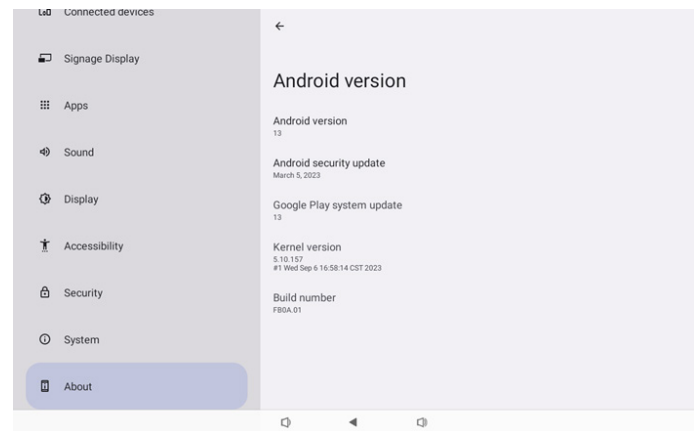 Connected devices
Signage Display
Apps
Sound
Display
Accessibility
Security
System
About
Android version
Android version
13
Android security update
March 5, 2023
Google Play system update
13
Kernel version
5.10.157
#1 Wed Sep 6 16:58:14 CST 2023
Build number
F80A.01